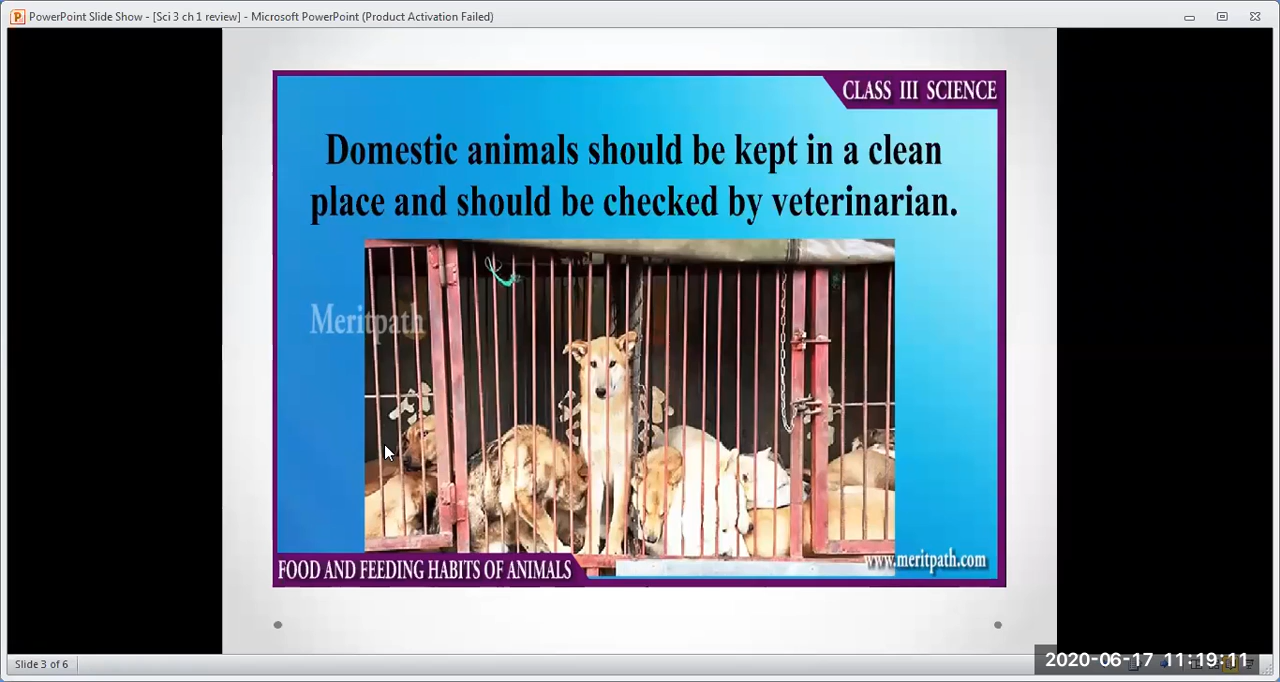 PowerPoint Slide Show - [Sci 3 ch 1 review] - Microsoft PowerPoint (Product Activation Failed)
CLASS III SCIENCE
Domestic animals should be kept in a clean
place and should be checked by veterinarian.
Meritpath
www.meritpath.com
FOOD AND FEEDING HABITS OF ANIMALS
Slide 3 of 6
2020-06-17 11:19:11